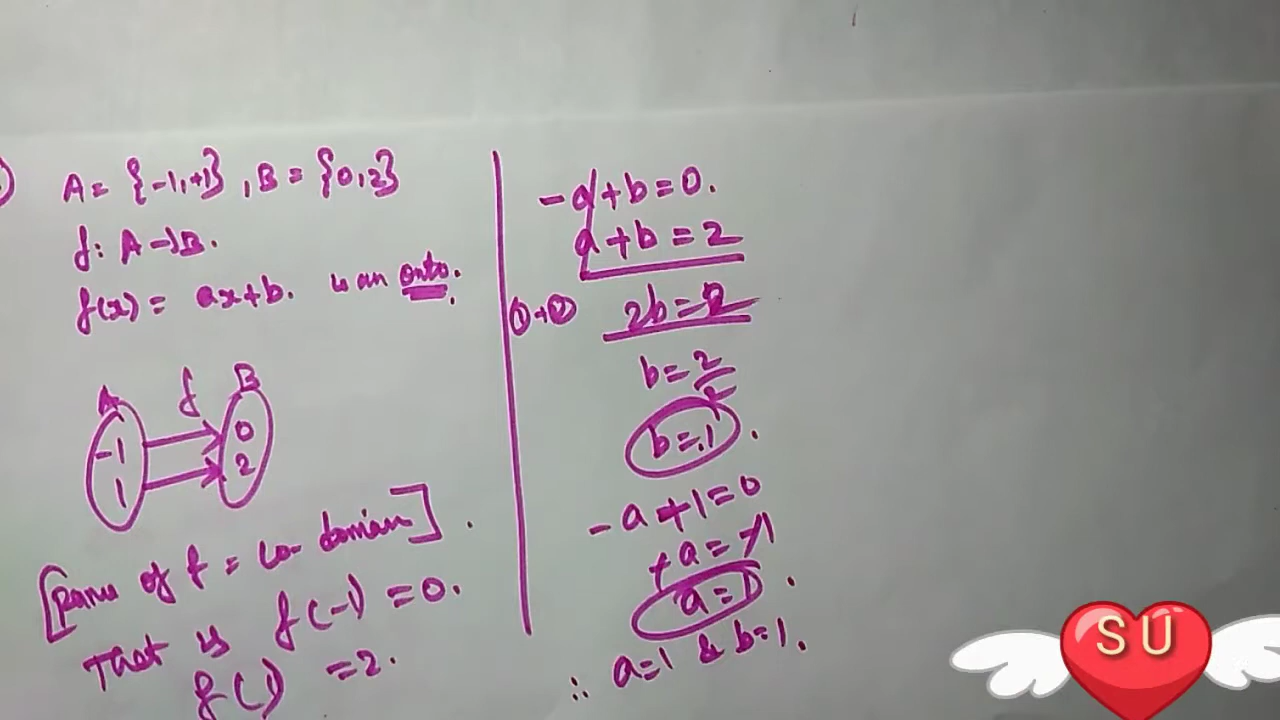 A = {-1, +1}, B = {0, 2}
f: A → B.
f(x) = ax+b. is an onto.
A f B
-1 0
1 2
[Range of f = co-domain].
That is f(-1) = 0.
f(1) = 2.
-a+b=0.
a+b=2
①+② 2b=2
b=2/2
b=1.
-a+1=0
+a=+1
a=1.
∴ a=1 & b=1.
SU